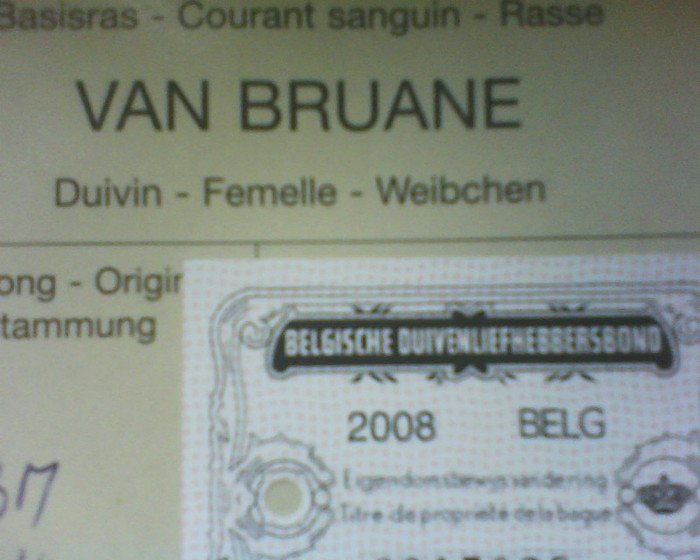 Basisras - Courant sanguin - Rasse
VAN BRUANE
Duivin - Femelle - Weibchen
ong - Origin
tammung
BELGISCHE DUIVENLIEFHEBBERSBOND
2008 BELG
Eigendomsbewijs van de ring
Titre de propriété de la bague